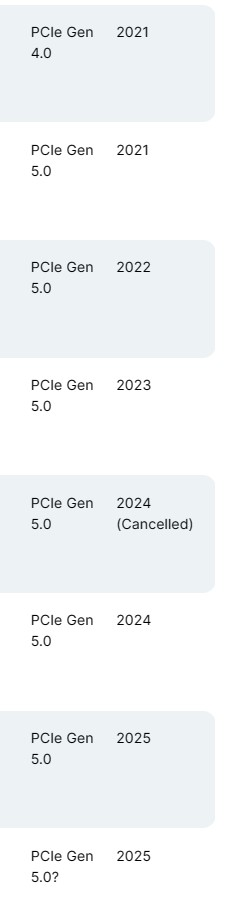 PCIe Gen 2021
4.0
PCIe Gen 2021
5.0
PCIe Gen 2022
5.0
PCIe Gen 2023
5.0
PCIe Gen 2024
5.0 (Cancelled)
PCIe Gen 2024
5.0
PCIe Gen 2025
5.0
PCIe Gen 2025
5.0?